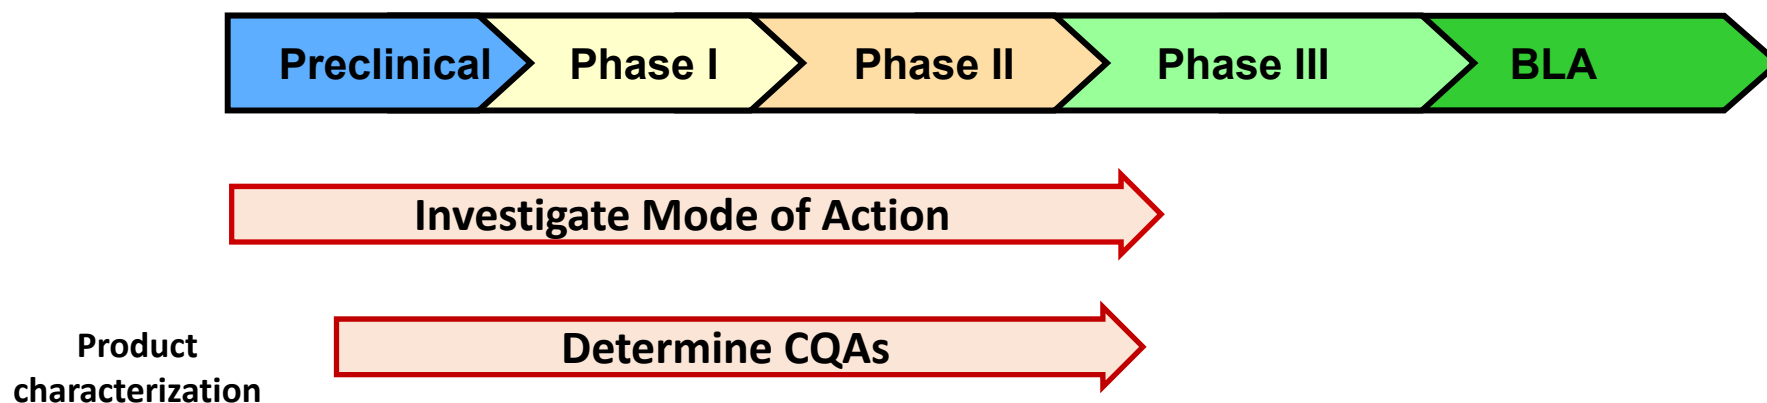 Preclinical
Phase I
Phase II
Phase III
BLA
Investigate Mode of Action
Product
characterization
Determine CQAs